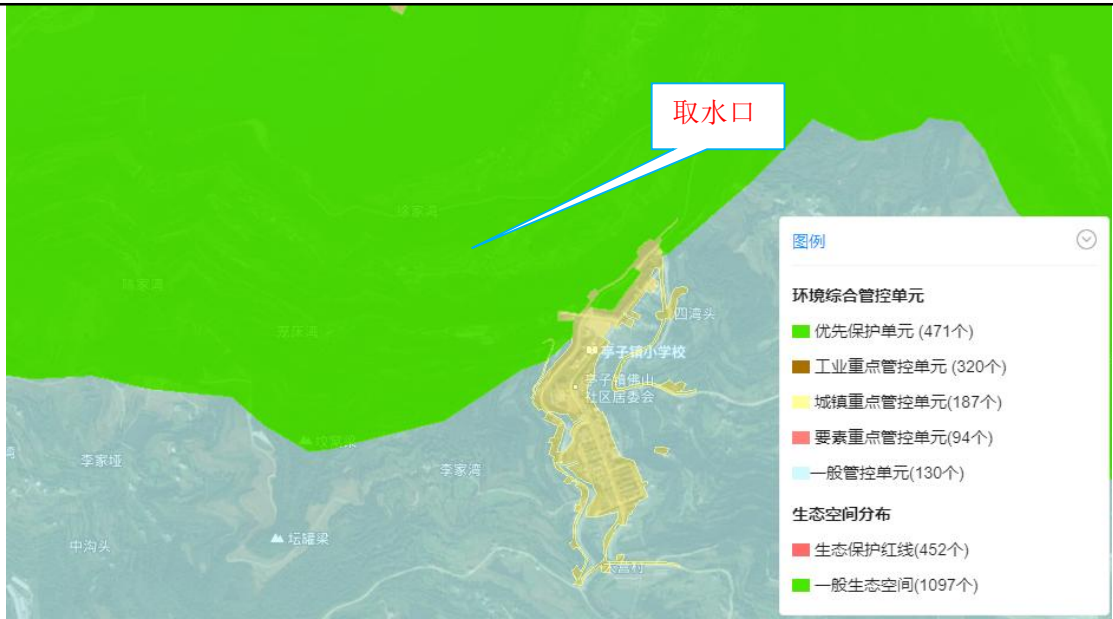 取水口
徐家湾
陈家湾
四湾头
亭子镇小学校
亭子镇佛山
社区居委会
李家垭
李家湾
中沟头
坛罐梁
图例
环境综合管控单元
优先保护单元 (471个)
工业重点管控单元 (320个)
城镇重点管控单元(187个)
要素重点管控单元(94个)
一般管控单元(130个)
生态空间分布
生态保护红线(452个)
一般生态空间(1097个)